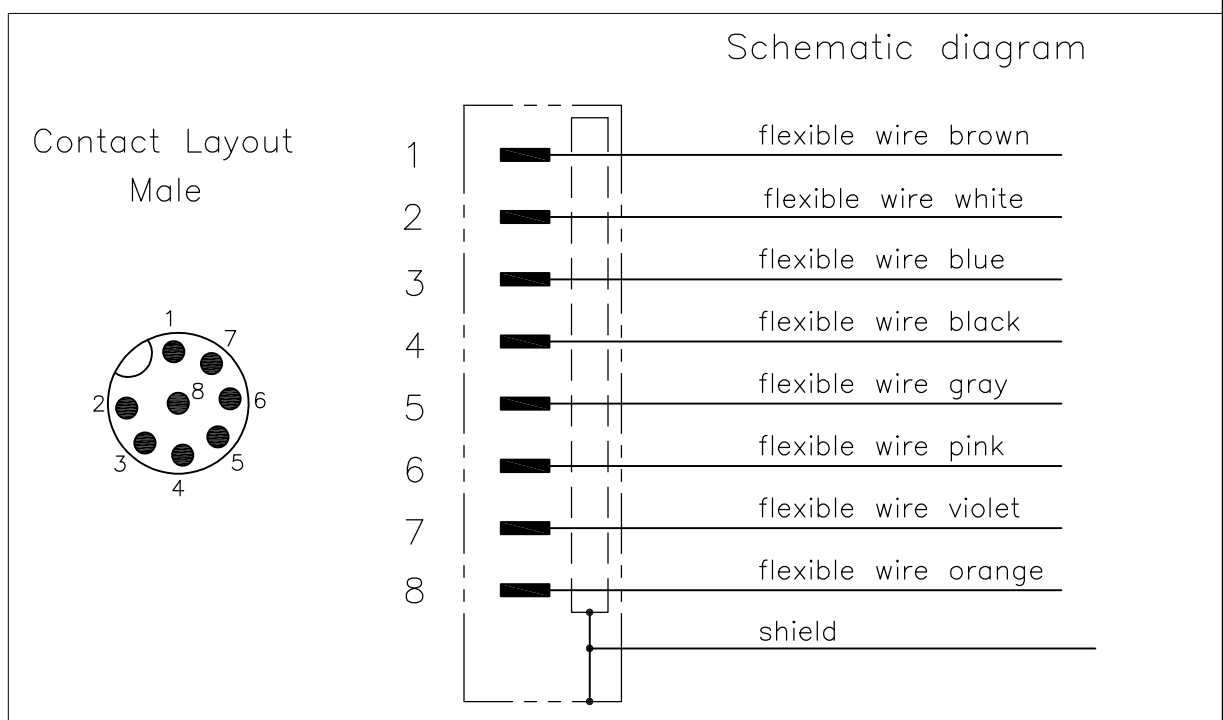 Schematic diagram
Contact Layout
Male
1
7
2
8
6
3
5
4
1 flexible wire brown
2 flexible wire white
3 flexible wire blue
4 flexible wire black
5 flexible wire gray
6 flexible wire pink
7 flexible wire violet
8 flexible wire orange
shield